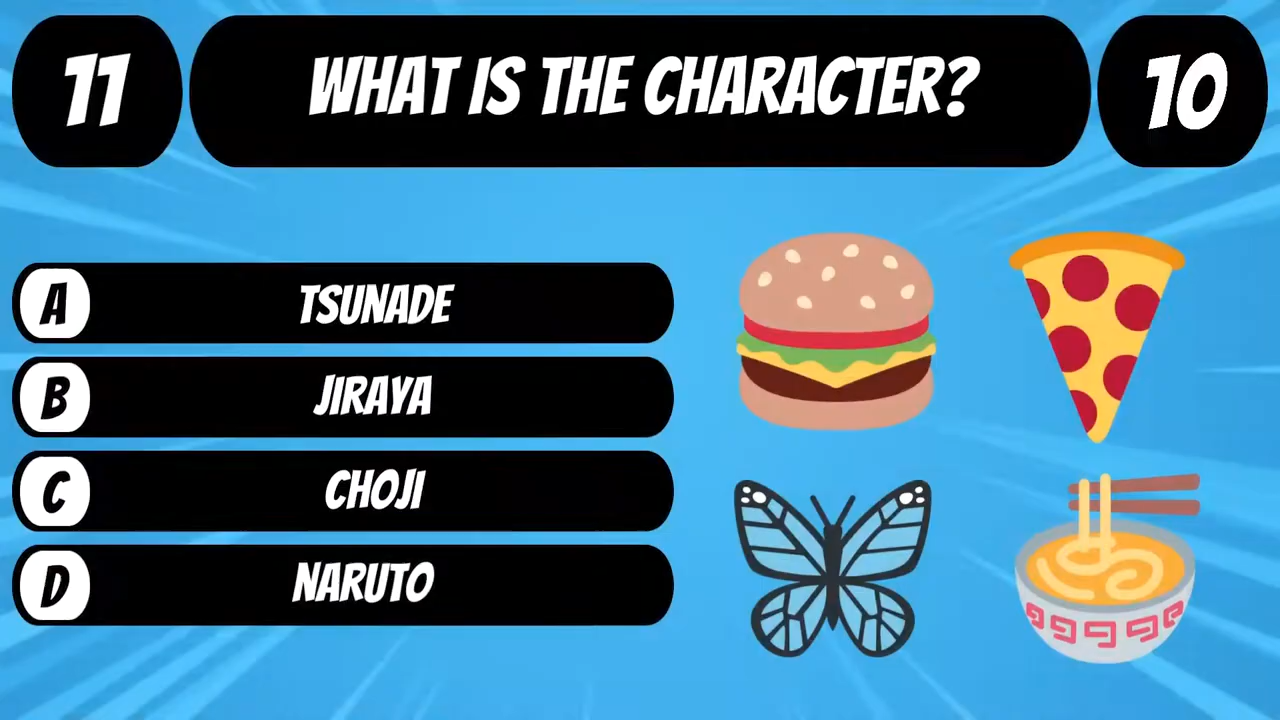 11
WHAT IS THE CHARACTER?
10
A TSUNADE
B JIRAYA
C CHOJI
D NARUTO